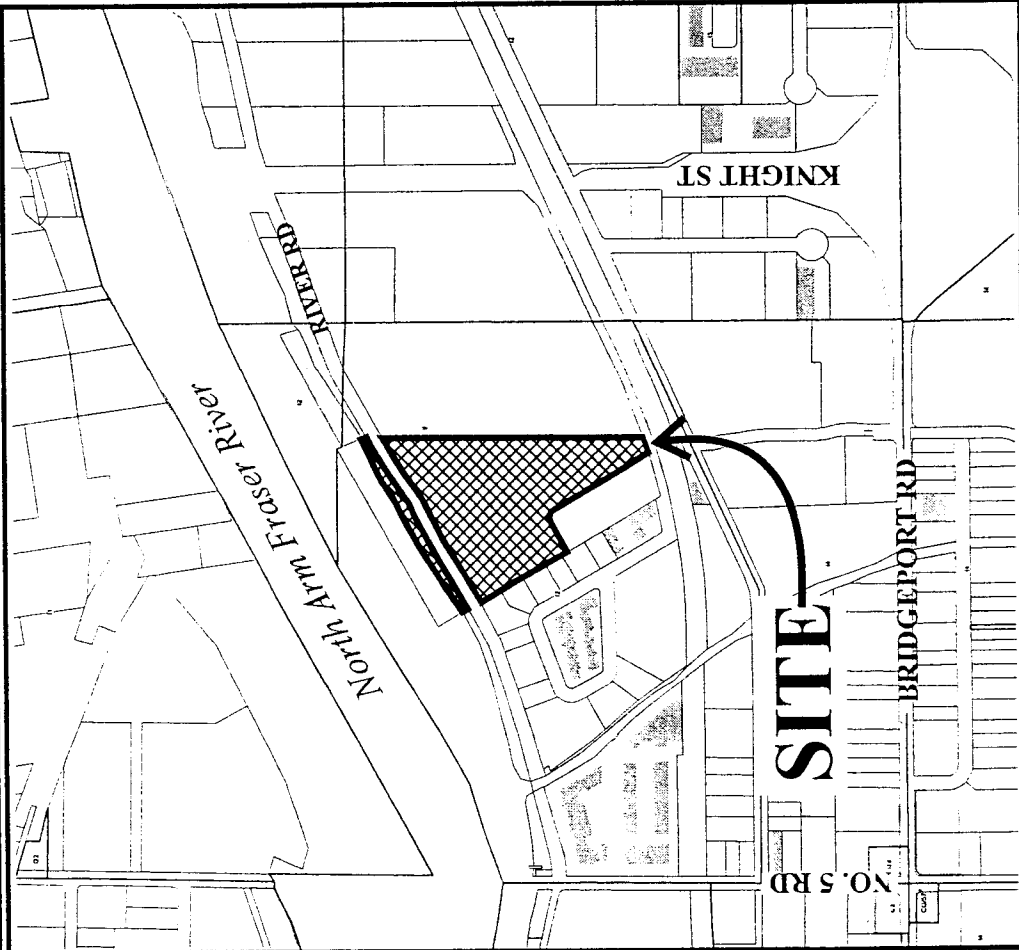 RIVER RD
North Arm Fraser River
KNIGHT ST
SITE
BRIDGEPORT RD
NO. 5 RD